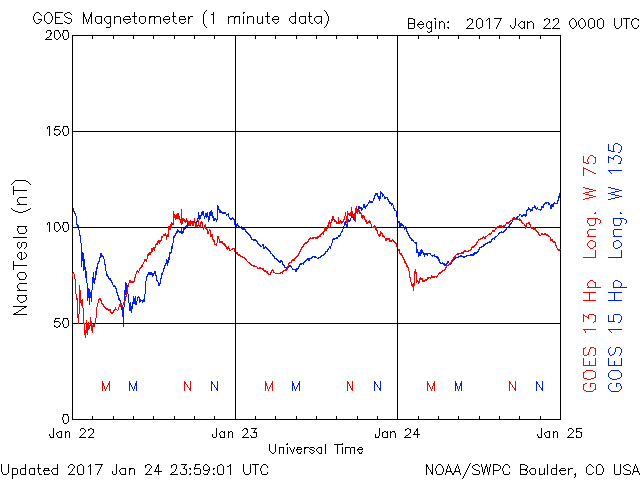 GOES Magnetometer (1 minute data)
Begin: 2017 Jan 22 0000 UTC
200
150
100
50
0
NanoTesla (nT)
M M N N M M N N M M N N
Jan 22 Jan 23 Jan 24 Jan 25
Universal Time
GOES 13 Hp Long. W 75
GOES 15 Hp Long. W 135
Updated 2017 Jan 24 23:59:01 UTC
NOAA/SWPC Boulder, CO USA